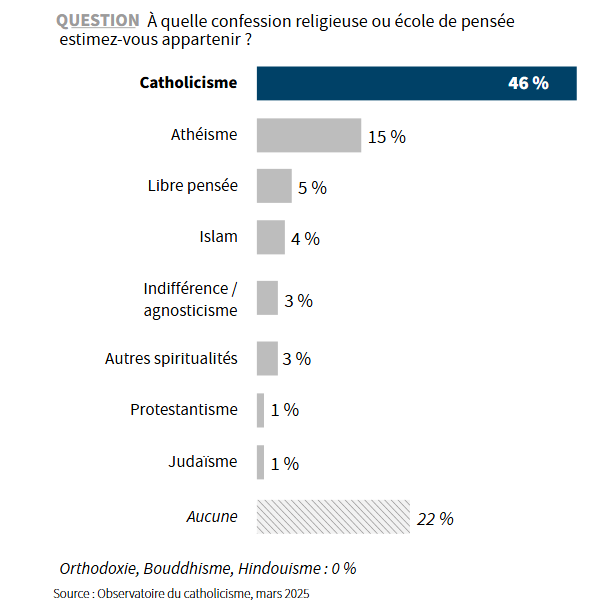 QUESTION À quelle confession religieuse ou école de pensée
estimez-vous appartenir ?
Catholicisme 46 %
Athéisme 15 %
Libre pensée 5 %
Islam 4 %
Indifférence /
agnosticisme 3 %
Autres spiritualités 3 %
Protestantisme 1 %
Judaïsme 1 %
Aucune 22 %
Orthodoxie, Bouddhisme, Hindouisme : 0 %
Source : Observatoire du catholicisme, mars 2025